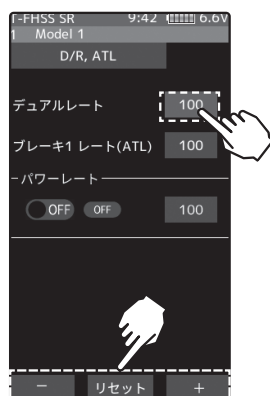 T-FHSS SR 9:42 6.6V
1 Model 1
D/R, ATL
デュアルレート 100
ブレーキ1 レート(ATL) 100
パワーレート
OFF OFF 100
− リセット +